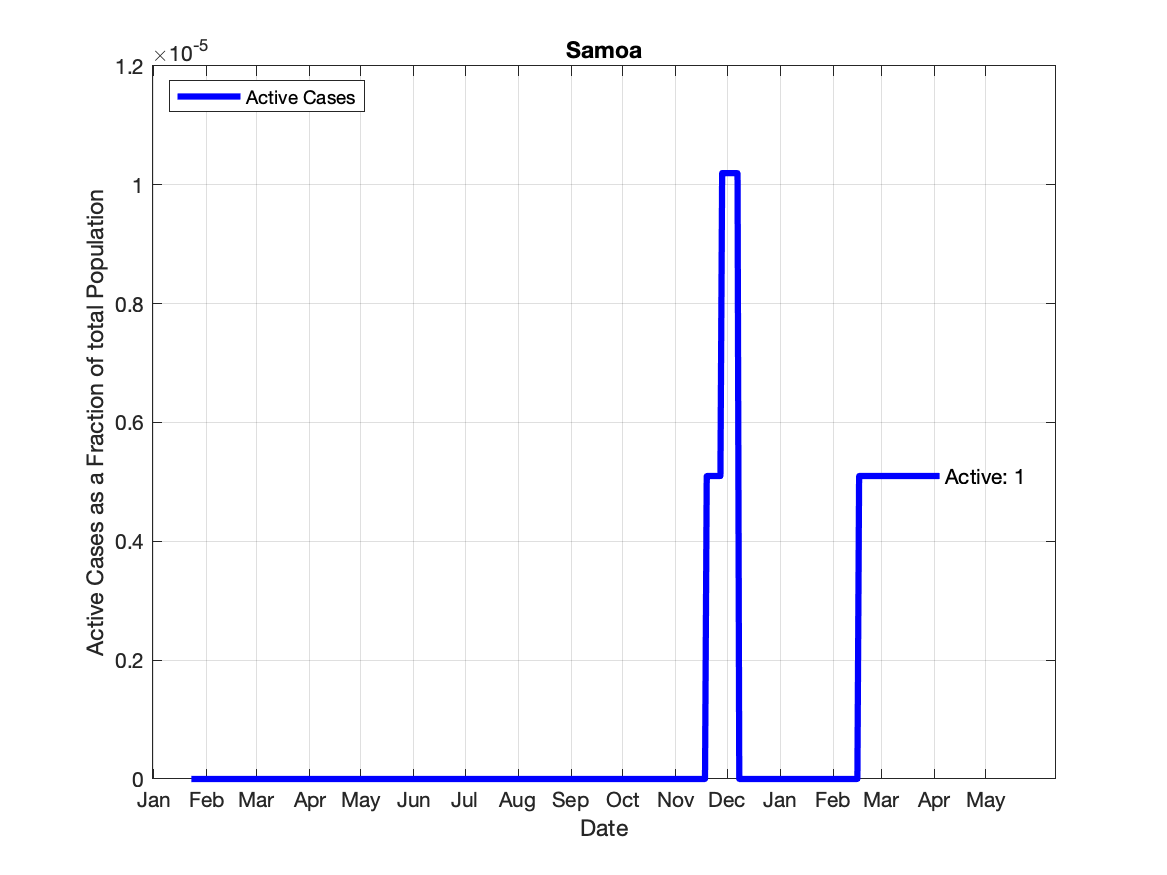 Samoa
×10-5
1.2
1
0.8
0.6
0.4
0.2
0
Active Cases as a Fraction of total Population
Active Cases
Active: 1
Jan Feb Mar Apr May Jun Jul Aug Sep Oct Nov Dec Jan Feb Mar Apr May
Date